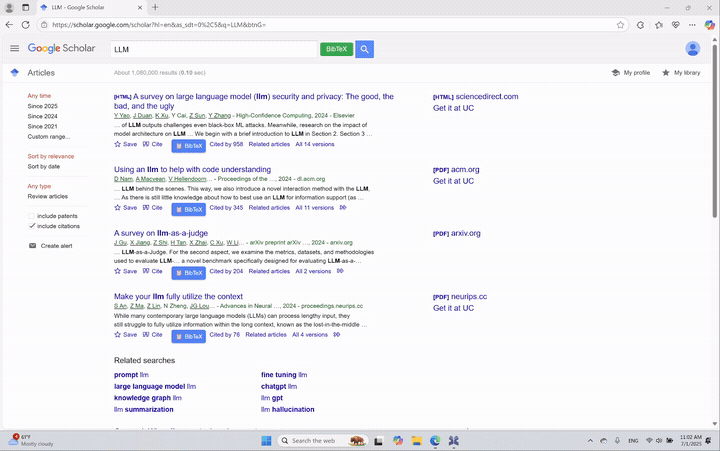 LLM - Google Scholar
https://scholar.google.com/scholar?hl=en&as_sdt=0%2C5&q=LLM&btnG=
Google Scholar
LLM
BibTeX
Articles
About 1,080,000 results (0.10 sec)
My profile
My library
Any time
Since 2025
Since 2024
Since 2021
Custom range...
Sort by relevance
Sort by date
Any type
Review articles
include patents
include citations
Create alert
[HTML] A survey on large language model (llm) security and privacy: The good, the
bad, and the ugly
Y Yao, J Duan, K Xu, Y Cai, Z Sun, Y Zhang - High-Confidence Computing, 2024 - Elsevier
… of LLM outputs challenges even black-box ML attacks. Meanwhile, research on the impact of
model architecture on LLM … We begin with a brief introduction to LLM in Section 2. Section 3 …
Save Cite BibTeX Cited by 958 Related articles All 14 versions
[HTML] sciencedirect.com
Get it at UC
Using an llm to help with code understanding
D Nam, A Macvean, V Hellendoorn… - Proceedings of the …, 2024 - dl.acm.org
… LLM behind the scenes. This way, we also introduce a novel interaction method with the LLM.
… As there is still little knowledge about how to best use LLM for information support (as …
Save Cite BibTeX Cited by 345 Related articles All 11 versions
[PDF] acm.org
Get it at UC
A survey on llm-as-a-judge
J Gu, X Jiang, Z Shi, H Tan, X Zhai, C Xu, W Li… - arXiv preprint arXiv …, 2024 - arxiv.org
… LLM-as-a-Judge. For the second aspect, we examine the metrics, datasets, and methodologies
used to evaluate LLM-… a novel benchmark specifically designed for evaluating LLM-as-a-…
Save Cite BibTeX Cited by 204 Related articles All 2 versions
[PDF] arxiv.org
Make your llm fully utilize the context
S An, Z Ma, Z Lin, N Zheng, JG Lou… - Advances in Neural …, 2024 - proceedings.neurips.cc
While many contemporary large language models (LLMs) can process lengthy input, they
still struggle to fully utilize information within the long context, known as the lost-in-the-middle …
Save Cite BibTeX Cited by 76 Related articles All 4 versions
[PDF] neurips.cc
Get it at UC
Related searches
prompt llm
large language model llm
knowledge graph llm
llm summarization
fine tuning llm
chatgpt llm
llm gpt
llm hallucination
61°F
Mostly cloudy
Search the web
ENG
11:02 AM
7/1/2025